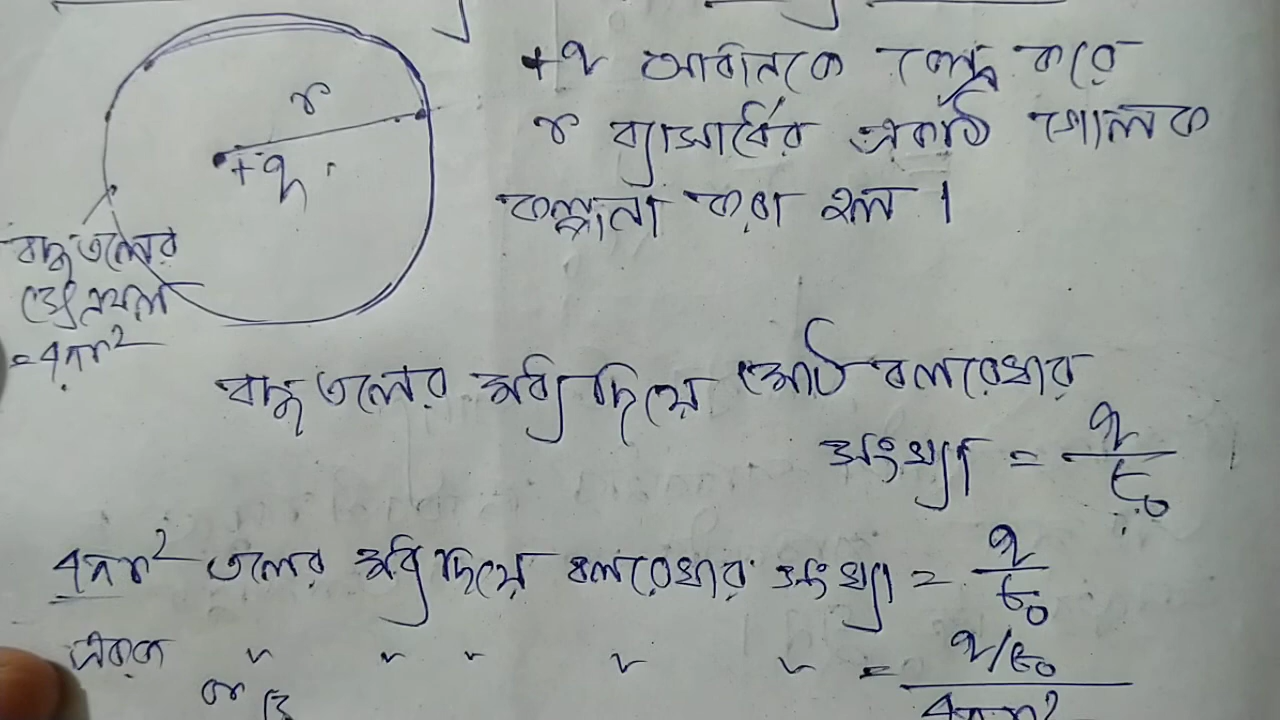 +q আধানকে কেন্দ্র করে
r ব্যাসার্ধের একটি গোলক
কল্পনা করা হল ।
r
+q
বদ্ধ তলের
ক্ষেত্রফল
= 4πr²
বদ্ধ তলের মধ্য দিয়ে মোট বলরেখার
সংখ্যা = q/ε₀
4πr² তলের মধ্য দিয়ে বলরেখার সংখ্যা = q/ε₀
একক " " " " " = q/ε₀ / 4πr²